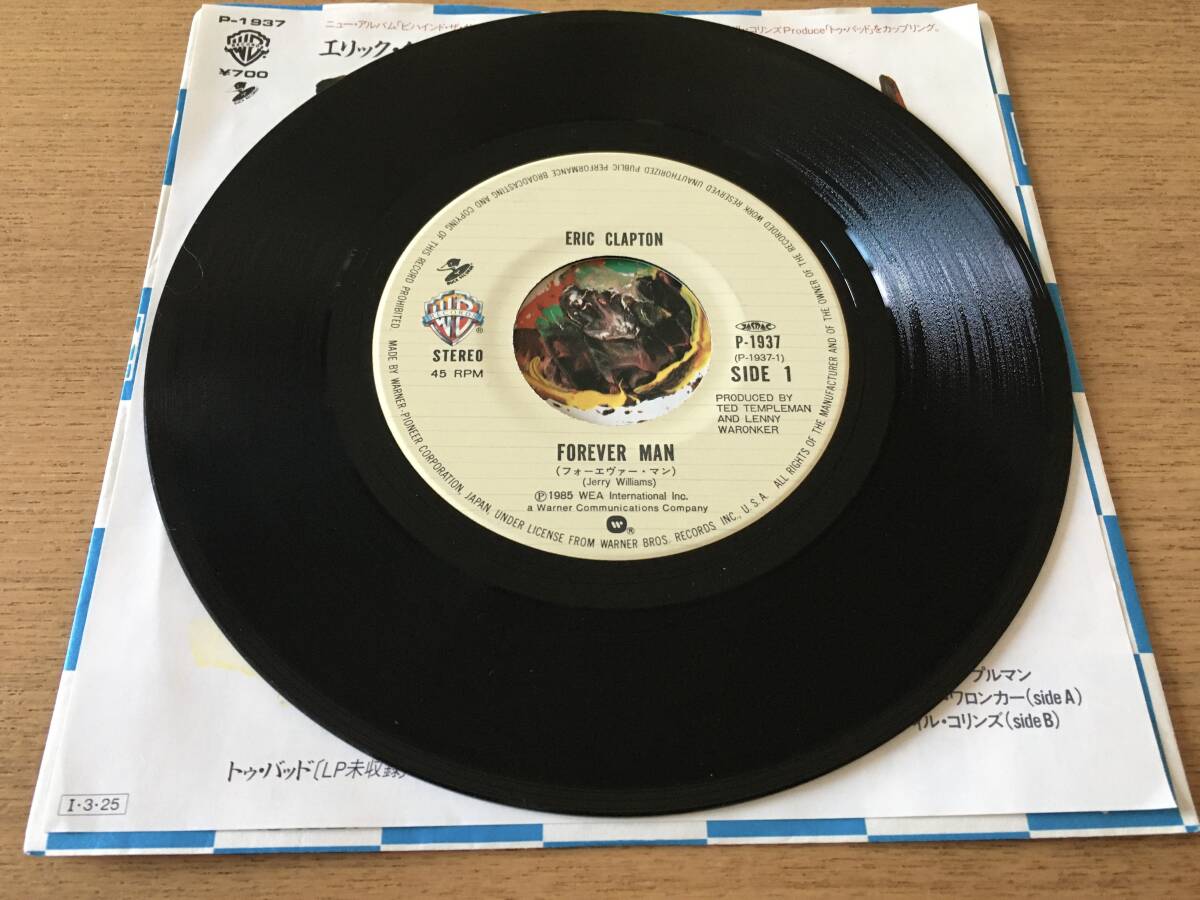 P-1937
¥700
ニュー・アルバム「ビハインド・ザ・
コリンズProduce「トゥ・バッド」をカップリング。
エリック・
ERIC CLAPTON
WB
RECORDS
®
STEREO
45 RPM
P-1937
(P-1937-1)
SIDE 1
PRODUCED BY
TED TEMPLEMAN
AND LENNY
WARONKER
FOREVER MAN
(フォーエヴァー・マン)
(Jerry Williams)
Ⓟ1985 WEA International Inc.
a Warner Communications Company
®
MADE BY WARNER-PIONEER CORPORATION, JAPAN, UNDER LICENSE FROM WARNER BROS. RECORDS INC., U.S.A. ALL RIGHTS OF THE MANUFACTURER AND OF THE OWNER OF THE RECORDED WORK RESERVED UNAUTHORIZED PUBLIC PERFORMANCE BROADCASTING AND COPYING OF THIS RECORD PROHIBITED.
プルマン
ワロンカー(side A)
ル・コリンズ(side B)
トゥ・バッド〔LP未収録
I・3・25